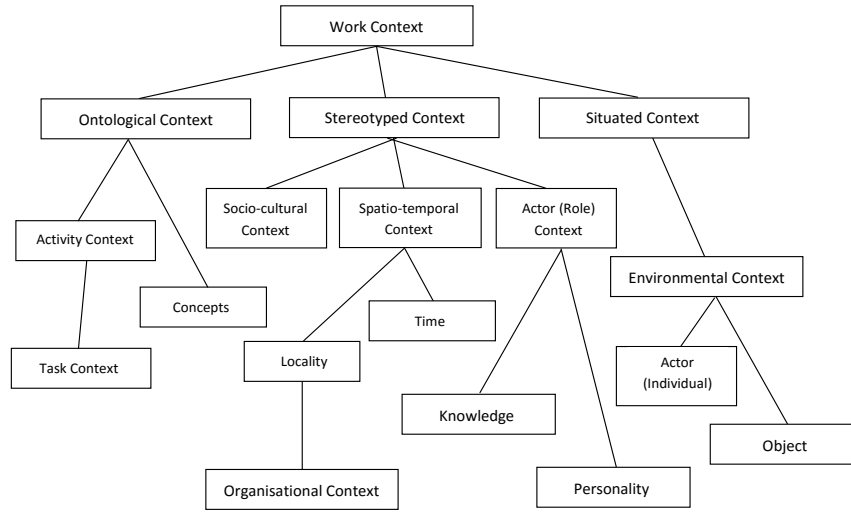 Work Context
Ontological Context
Stereotyped Context
Situated Context
Socio-cultural
Context
Spatio-temporal
Context
Actor (Role)
Context
Activity Context
Environmental Context
Concepts
Time
Task Context
Locality
Actor
(Individual)
Knowledge
Object
Organisational Context
Personality